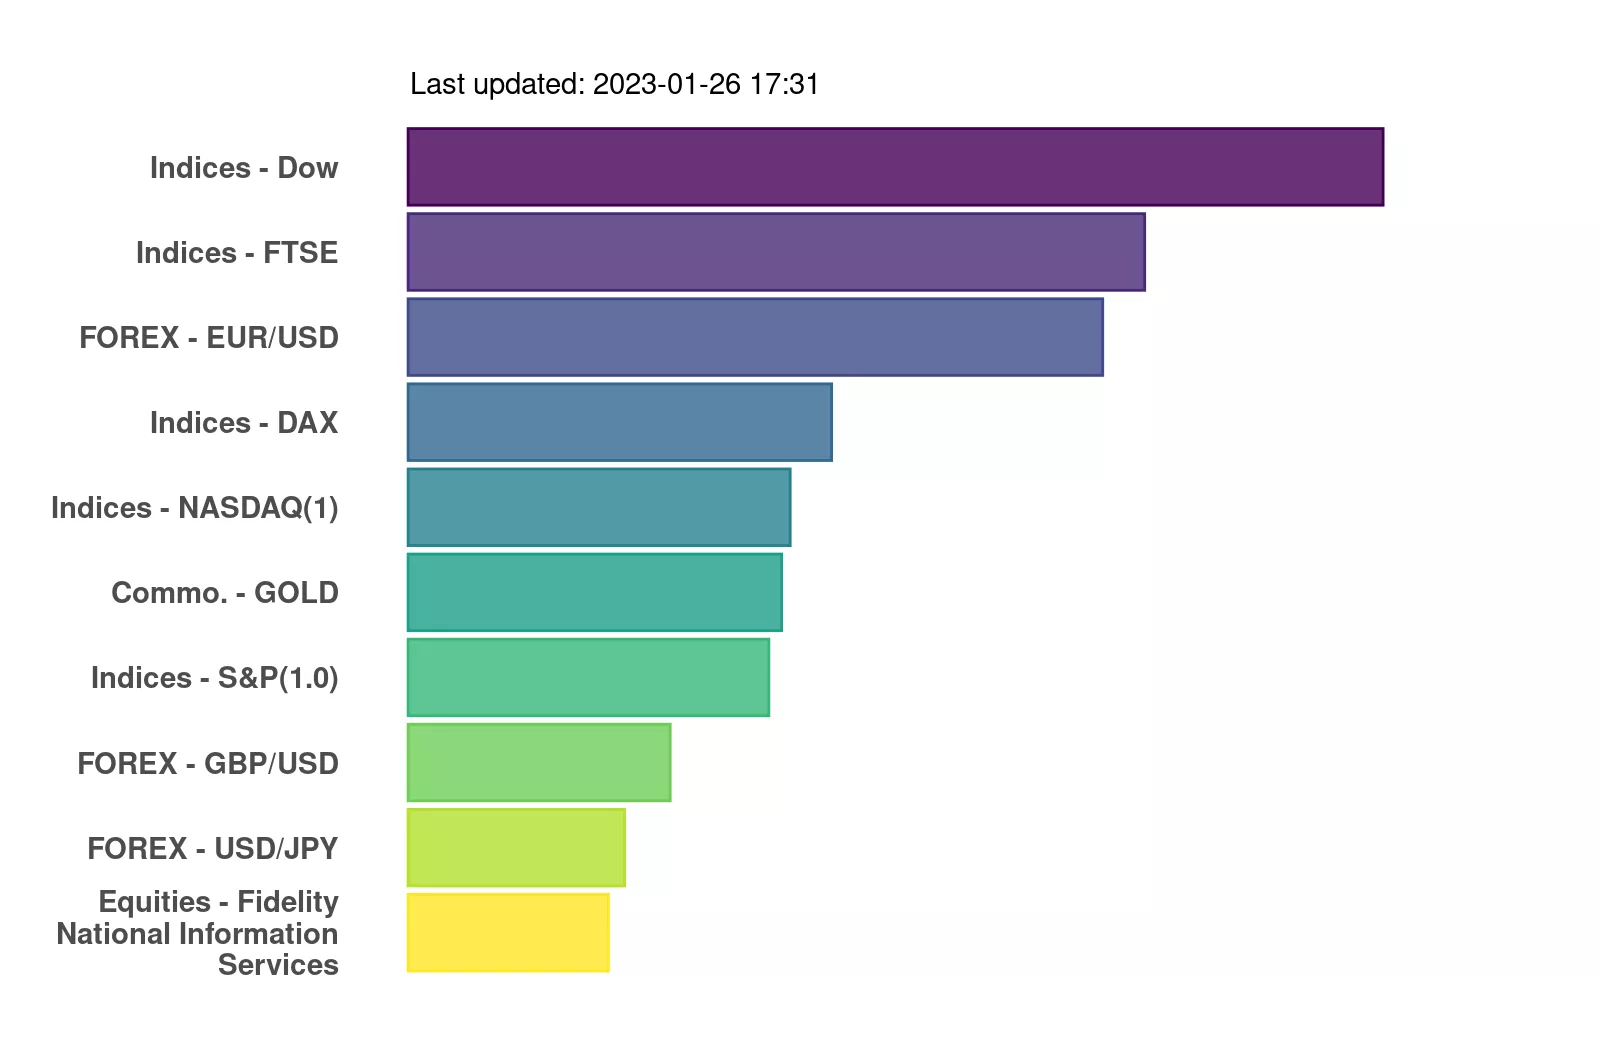 Last updated: 2023-01-26 17:31
Indices - Dow
Indices - FTSE
FOREX - EUR/USD
Indices - DAX
Indices - NASDAQ(1)
Commo. - GOLD
Indices - S&P(1.0)
FOREX - GBP/USD
FOREX - USD/JPY
Equities - Fidelity
National Information
Services